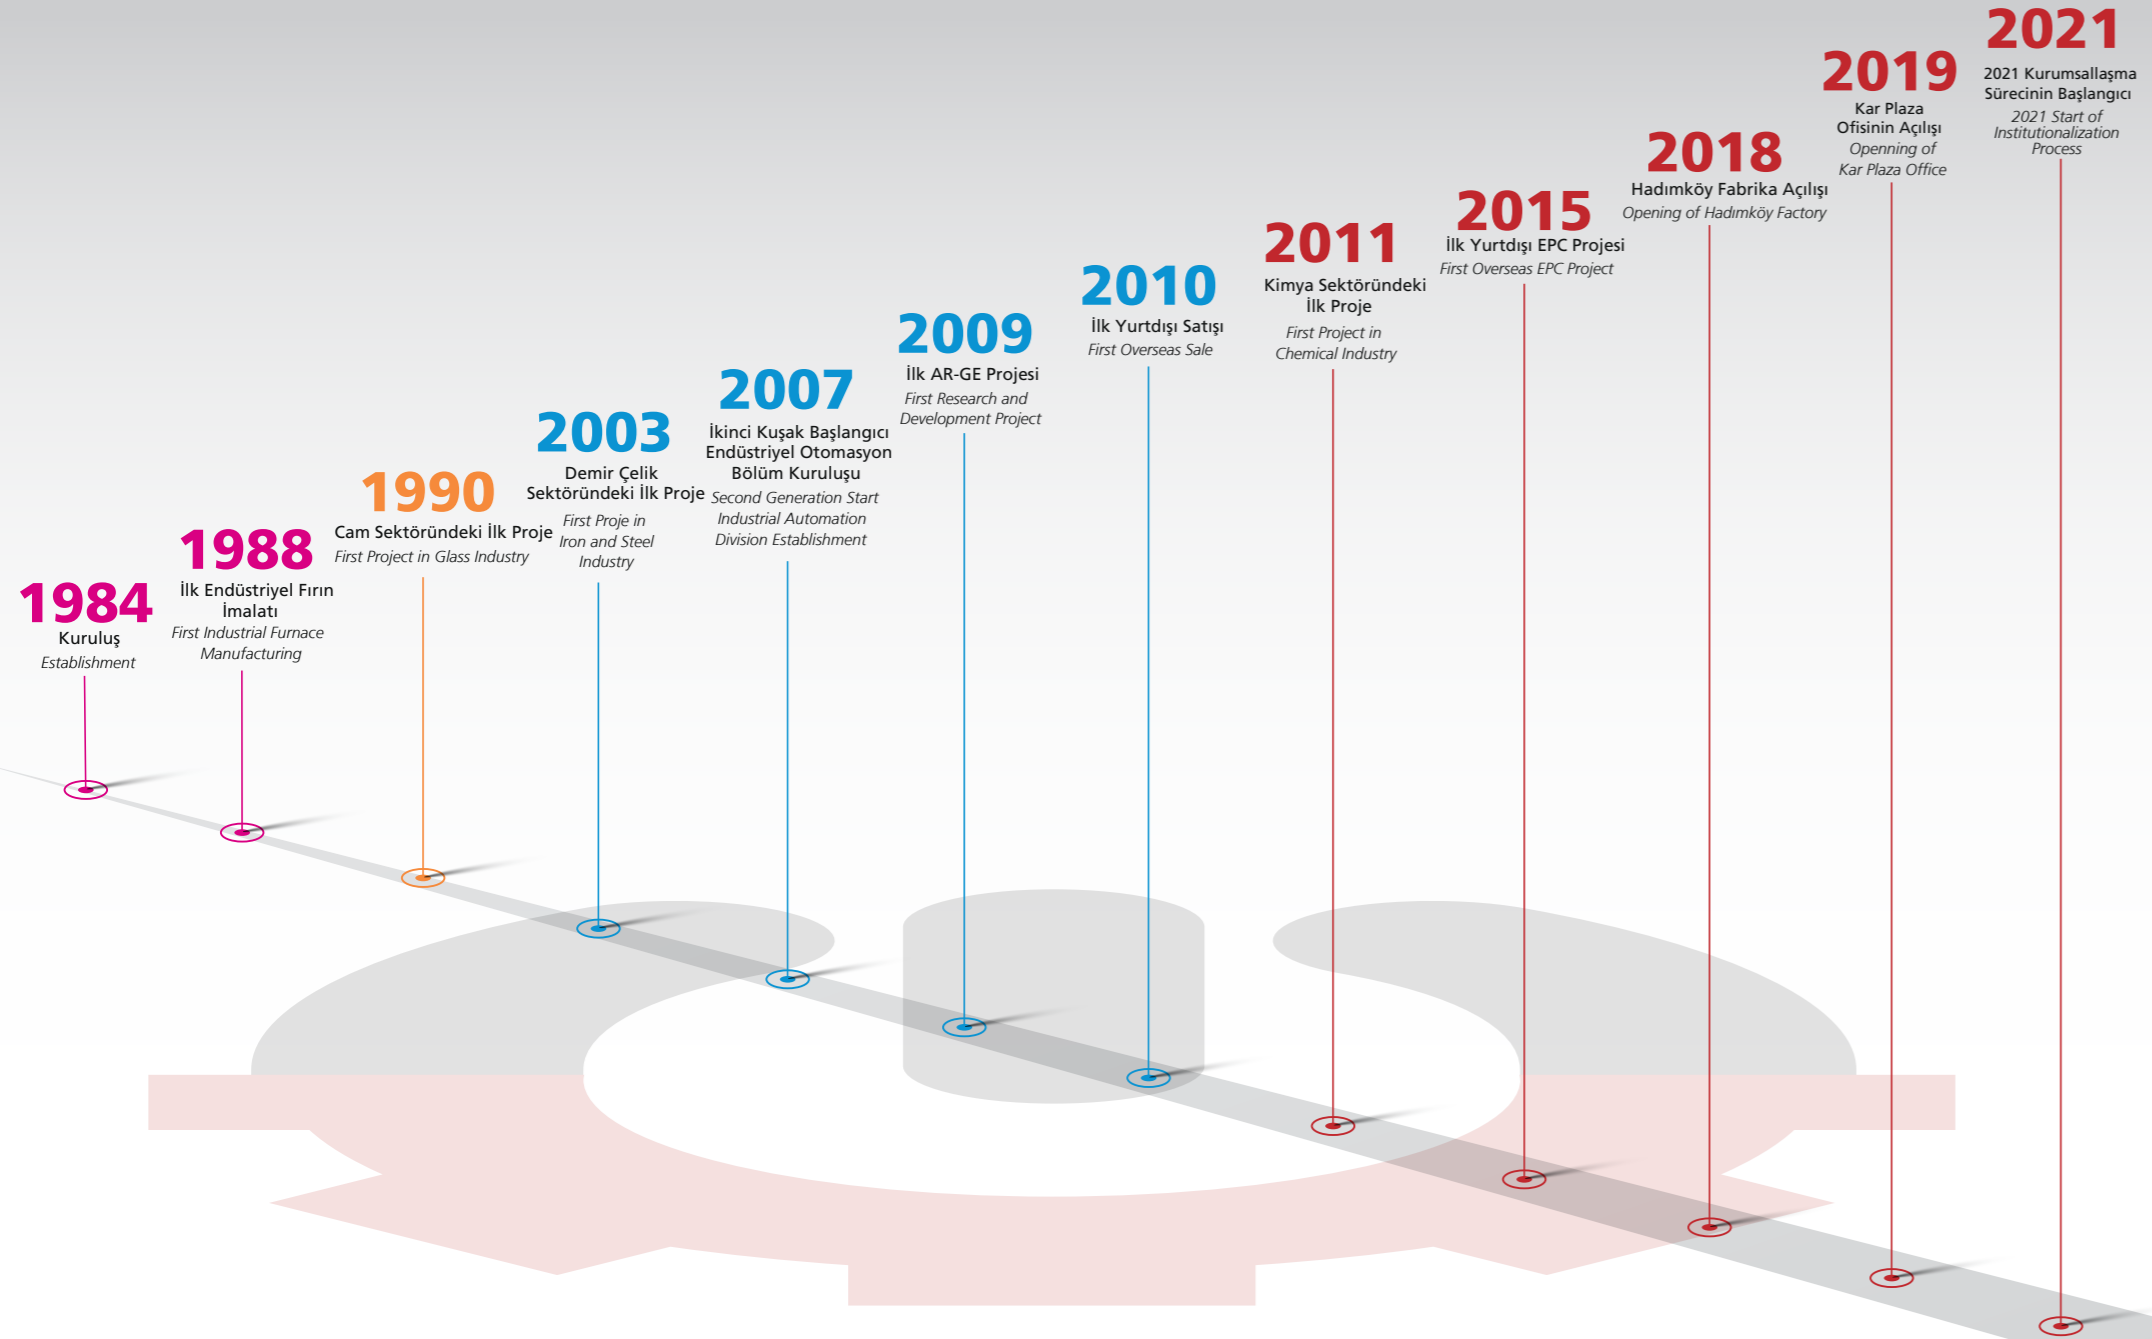 1984
Kuruluş
Establishment
1988
İlk Endüstriyel Fırın
İmalatı
First Industrial Furnace
Manufacturing
1990
Cam Sektöründeki İlk Proje
First Project in Glass Industry
2003
Demir Çelik
Sektöründeki İlk Proje
First Proje in
Iron and Steel
Industry
2007
İkinci Kuşak Başlangıcı
Endüstriyel Otomasyon
Bölüm Kuruluşu
Second Generation Start
Industrial Automation
Division Establishment
2009
İlk AR-GE Projesi
First Research and
Development Project
2010
İlk Yurtdışı Satışı
First Overseas Sale
2011
Kimya Sektöründeki
İlk Proje
First Project in
Chemical Industry
2015
İlk Yurtdışı EPC Projesi
First Overseas EPC Project
2018
Hadımköy Fabrika Açılışı
Opening of Hadımköy Factory
2019
Kar Plaza
Ofisinin Açılışı
Openning of
Kar Plaza Office
2021
2021 Kurumsallaşma
Sürecinin Başlangıcı
2021 Start of
Institutionalization
Process